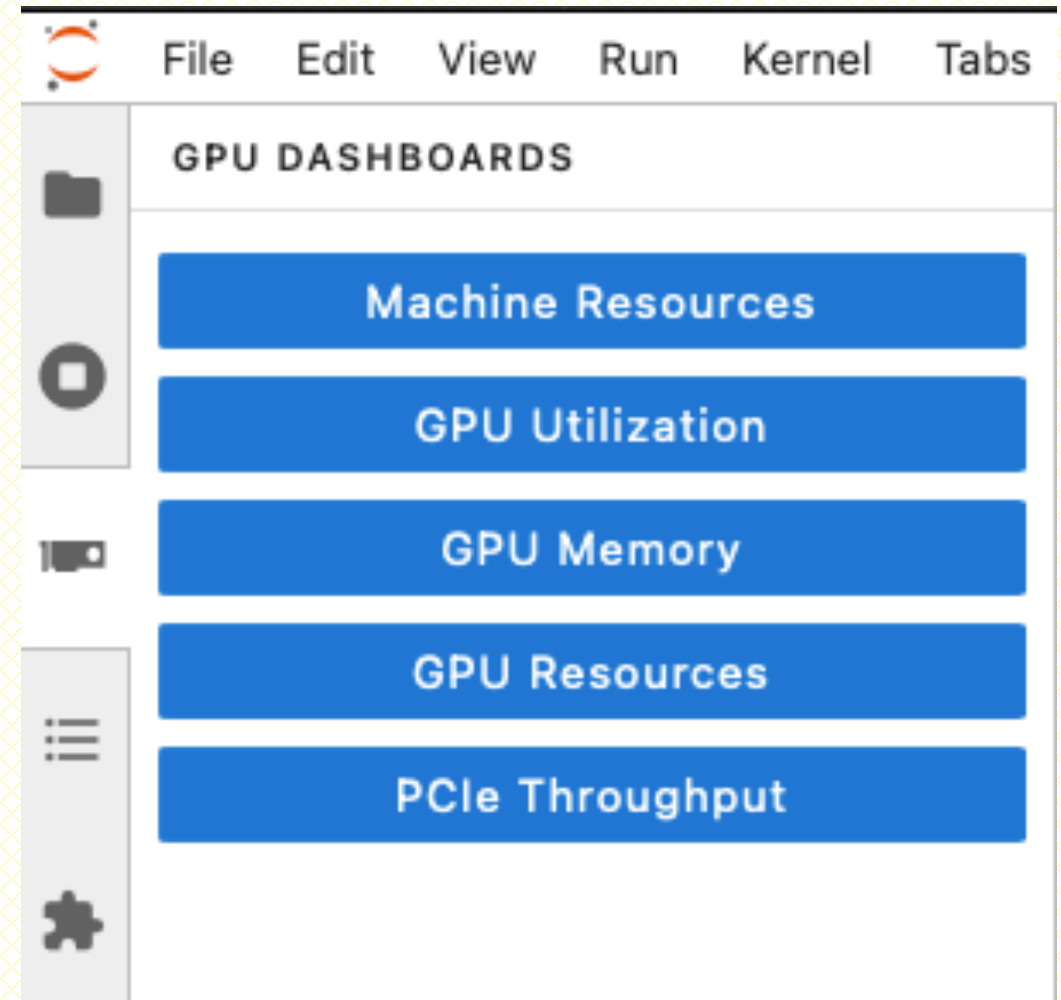 File Edit View Run Kernel Tabs
GPU DASHBOARDS
Machine Resources
GPU Utilization
GPU Memory
GPU Resources
PCIe Throughput